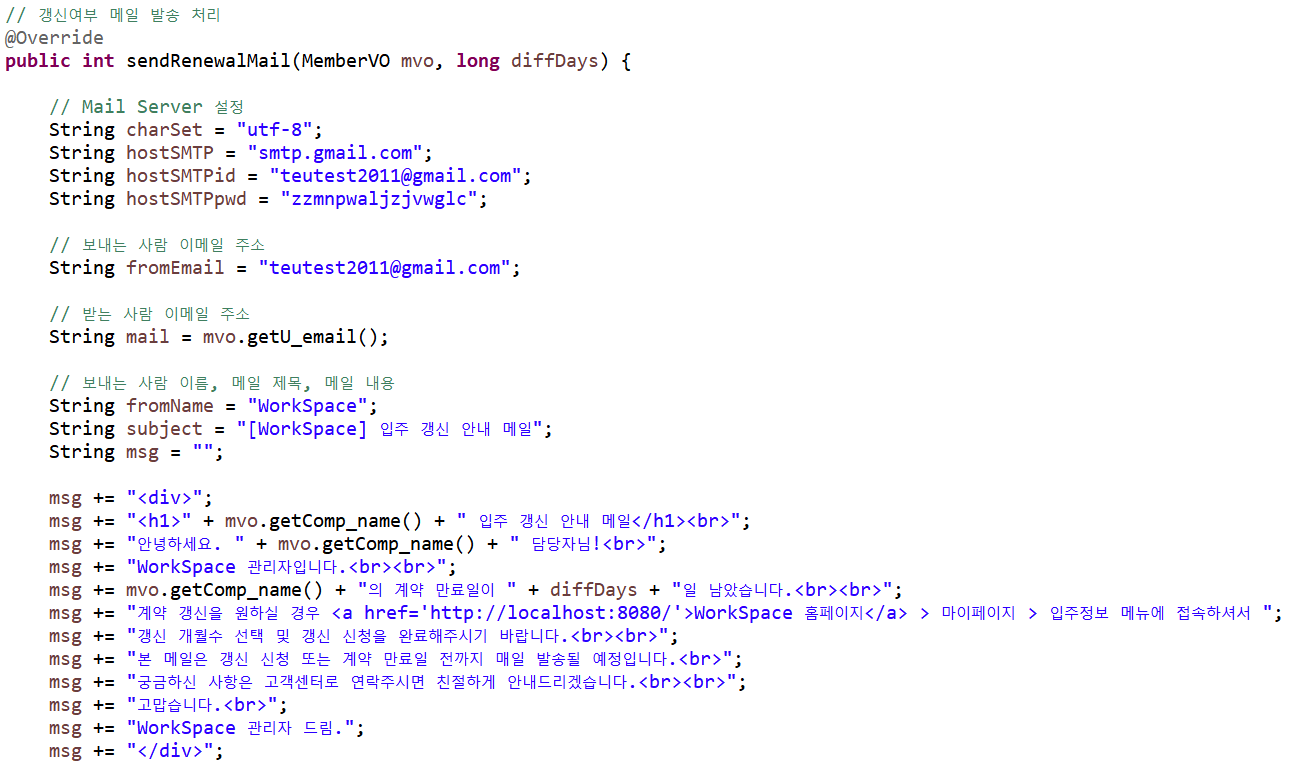 // 갱신여부 메일 발송 처리
@Override
public int sendRenewalMail(MemberVO mvo, long diffDays) {
// Mail Server 설정
String charSet = "utf-8";
String hostSMTP = "smtp.gmail.com";
String hostSMTPid = "teutest2011@gmail.com";
String hostSMTPpwd = "zzmnpwaljzjvwglc";
// 보내는 사람 이메일 주소
String fromEmail = "teutest2011@gmail.com";
// 받는 사람 이메일 주소
String mail = mvo.getU_email();
// 보내는 사람 이름, 메일 제목, 메일 내용
String fromName = "WorkSpace";
String subject = "[WorkSpace] 입주 갱신 안내 메일";
String msg = "";
msg += "<div>";
msg += "<h1>" + mvo.getComp_name() + " 입주 갱신 안내 메일</h1><br>";
msg += "안녕하세요. " + mvo.getComp_name() + " 담당자님!<br>";
msg += "WorkSpace 관리자입니다.<br><br>";
msg += mvo.getComp_name() + "의 계약 만료일이 " + diffDays + "일 남았습니다.<br><br>";
msg += "계약 갱신을 원하실 경우 <a href='http://localhost:8080/'>WorkSpace 홈페이지</a> > 마이페이지 > 입주정보 메뉴에 접속하셔서 ";
msg += "갱신 개월수 선택 및 갱신 신청을 완료해주시기 바랍니다.<br><br>";
msg += "본 메일은 갱신 신청 또는 계약 만료일 전까지 매일 발송될 예정입니다.<br>";
msg += "궁금하신 사항은 고객센터로 연락주시면 친절하게 안내드리겠습니다.<br><br>";
msg += "고맙습니다.<br>";
msg += "WorkSpace 관리자 드림.";
msg += "</div>";